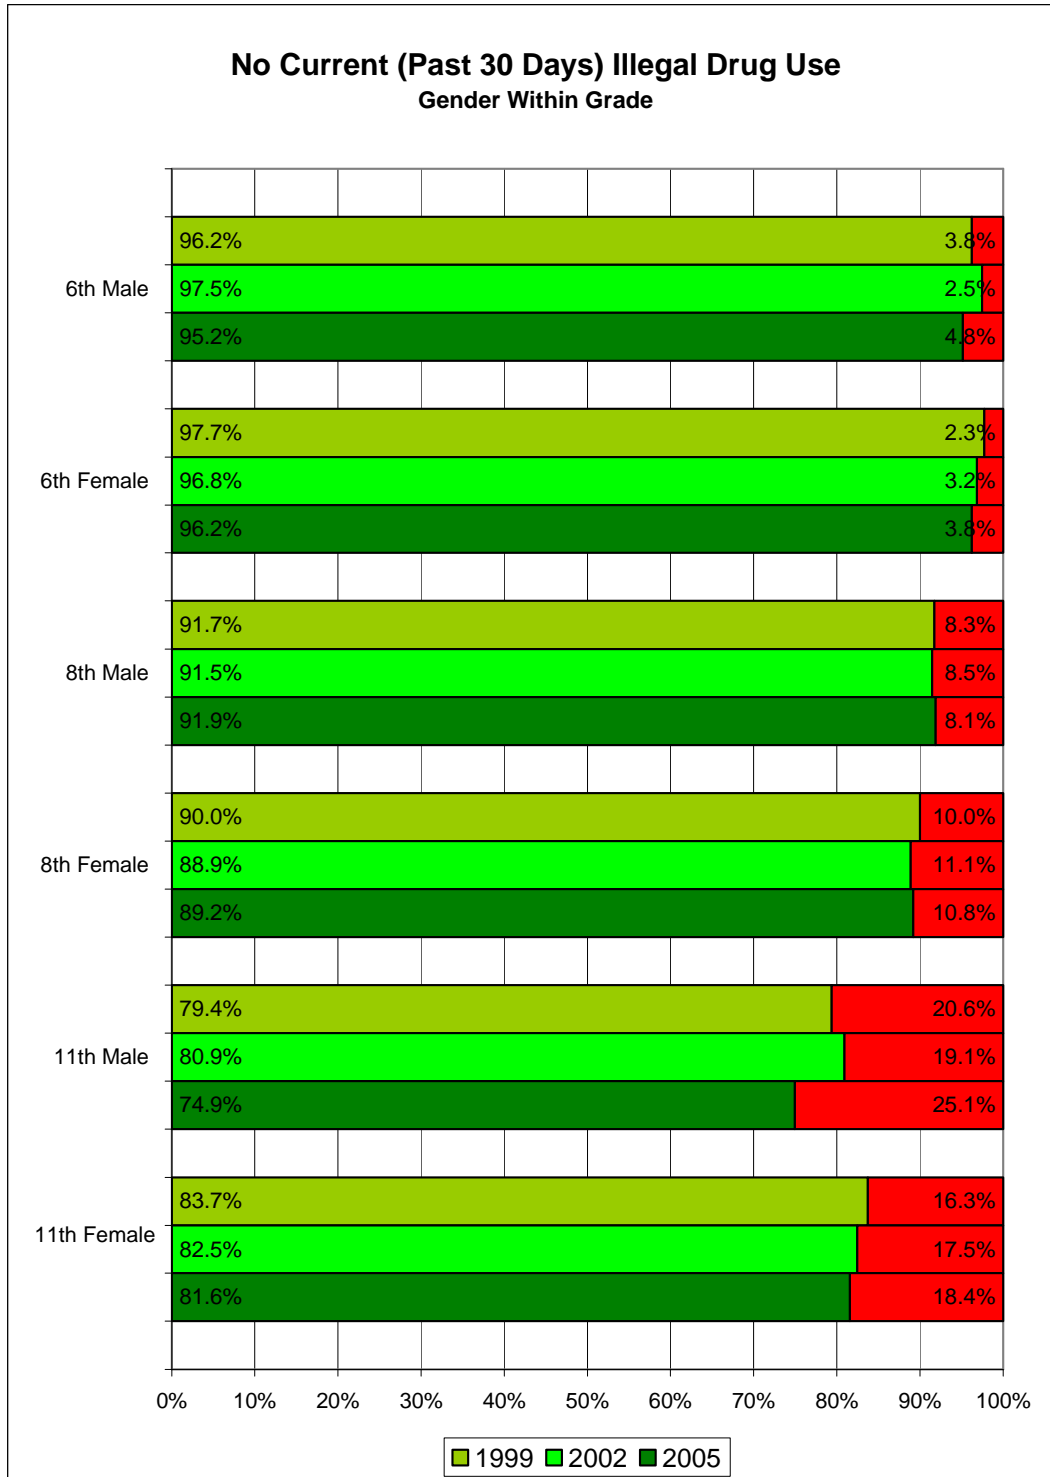 No Current (Past 30 Days) Illegal Drug Use
Gender Within Grade
96.2% 3.8%
6th Male 97.5% 2.5%
95.2% 4.8%
97.7% 2.3%
6th Female 96.8% 3.2%
96.2% 3.8%
91.7% 8.3%
8th Male 91.5% 8.5%
91.9% 8.1%
90.0% 10.0%
8th Female 88.9% 11.1%
89.2% 10.8%
79.4% 20.6%
11th Male 80.9% 19.1%
74.9% 25.1%
83.7% 16.3%
11th Female 82.5% 17.5%
81.6% 18.4%
0% 10% 20% 30% 40% 50% 60% 70% 80% 90% 100%
1999 2002 2005